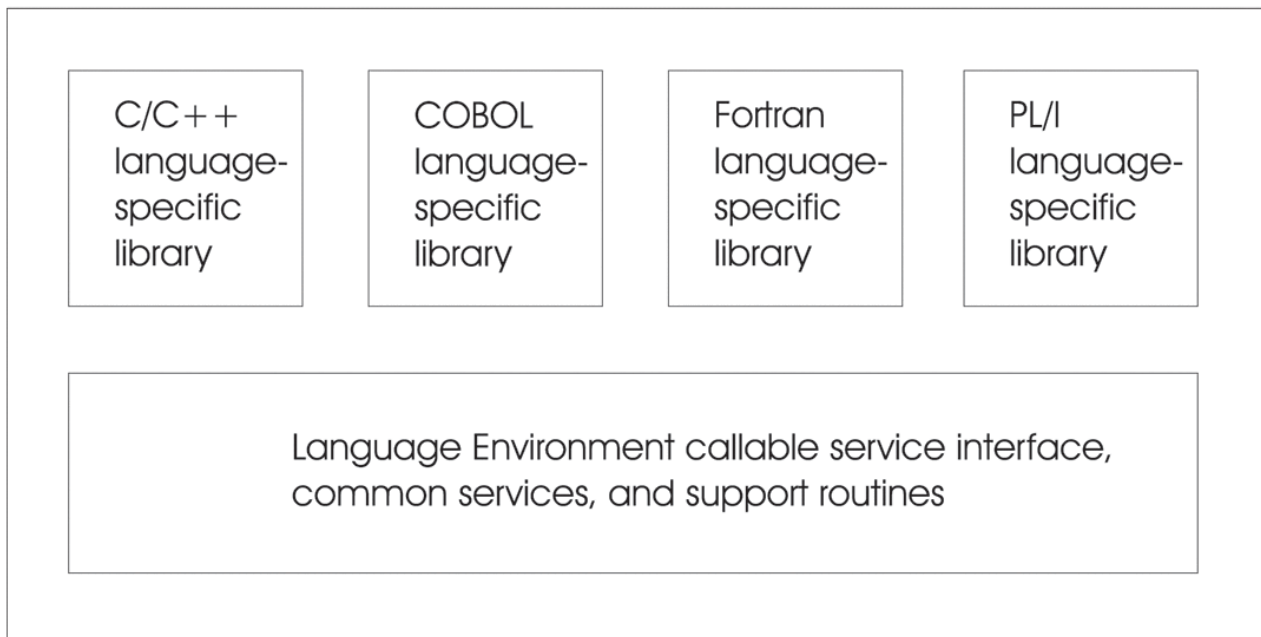 C/C++
language-
specific
library
COBOL
language-
specific
library
Fortran
language-
specific
library
PL/I
language-
specific
library
Language Environment callable service interface,
common services, and support routines